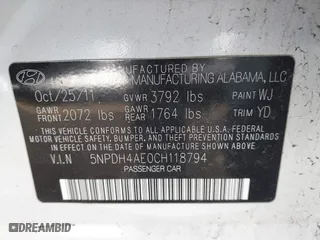 MANUFACTURED BY
MANUFACTURING ALABAMA, LLC
Oct/25/11 GVWR 3792 lbs PAINT WJ
GAWR FRONT 2072 lbs GAWR REAR 1764 lbs TRIM YD
THIS VEHICLE CONFORMS TO ALL APPLICABLE FEDERAL
MOTOR VEHICLE SAFETY, BUMPER, AND THEFT PREVENTION
STANDARDS IN EFFECT ON THE DATE OF MANUFACTURE SHOWN ABOVE.
V.I.N 5NPDH4AE0CH118794
PASSENGER CAR
RideSafely